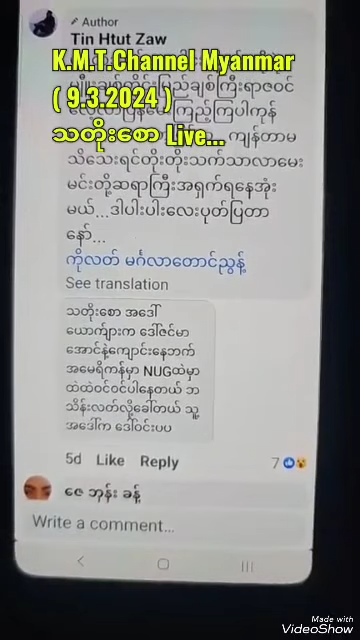 Author
Tin Htut Zaw
K.M.T.Channel Myanmar
( 9.3.2024 )
သတိုးစော Live...
ကျန်တာမ
သိသေးရင်တိုးတိုးသက်သာလာမေး
မင်းတို့ဆရာကြီးအရှက်ရနေအုံး
မယ်...ဒါပါးပါးလေးပုတ်ပြတာ
နော်...
ကိုလတ် မင်္ဂလာတောင်ညွန့်
See translation
သတိုးစော အဒေါ်
ယောက်ျားက ဒေါ်ဇင်မာ
အောင်နဲ့ကျောင်းနေဘက်
အမေရိကန်မှာ NUGထဲမှာ
ထဲထဲဝင်ဝင်ပါနေတယ် ဘ
သိန်းလတ်လို့ခေါ်တယ် သူ့
အဒေါ်က ဒေါ်ဝင်းပပ
5d Like Reply 7
ဇေ ဘုန်း ခန့်
Write a comment...
Made with
VideoShow